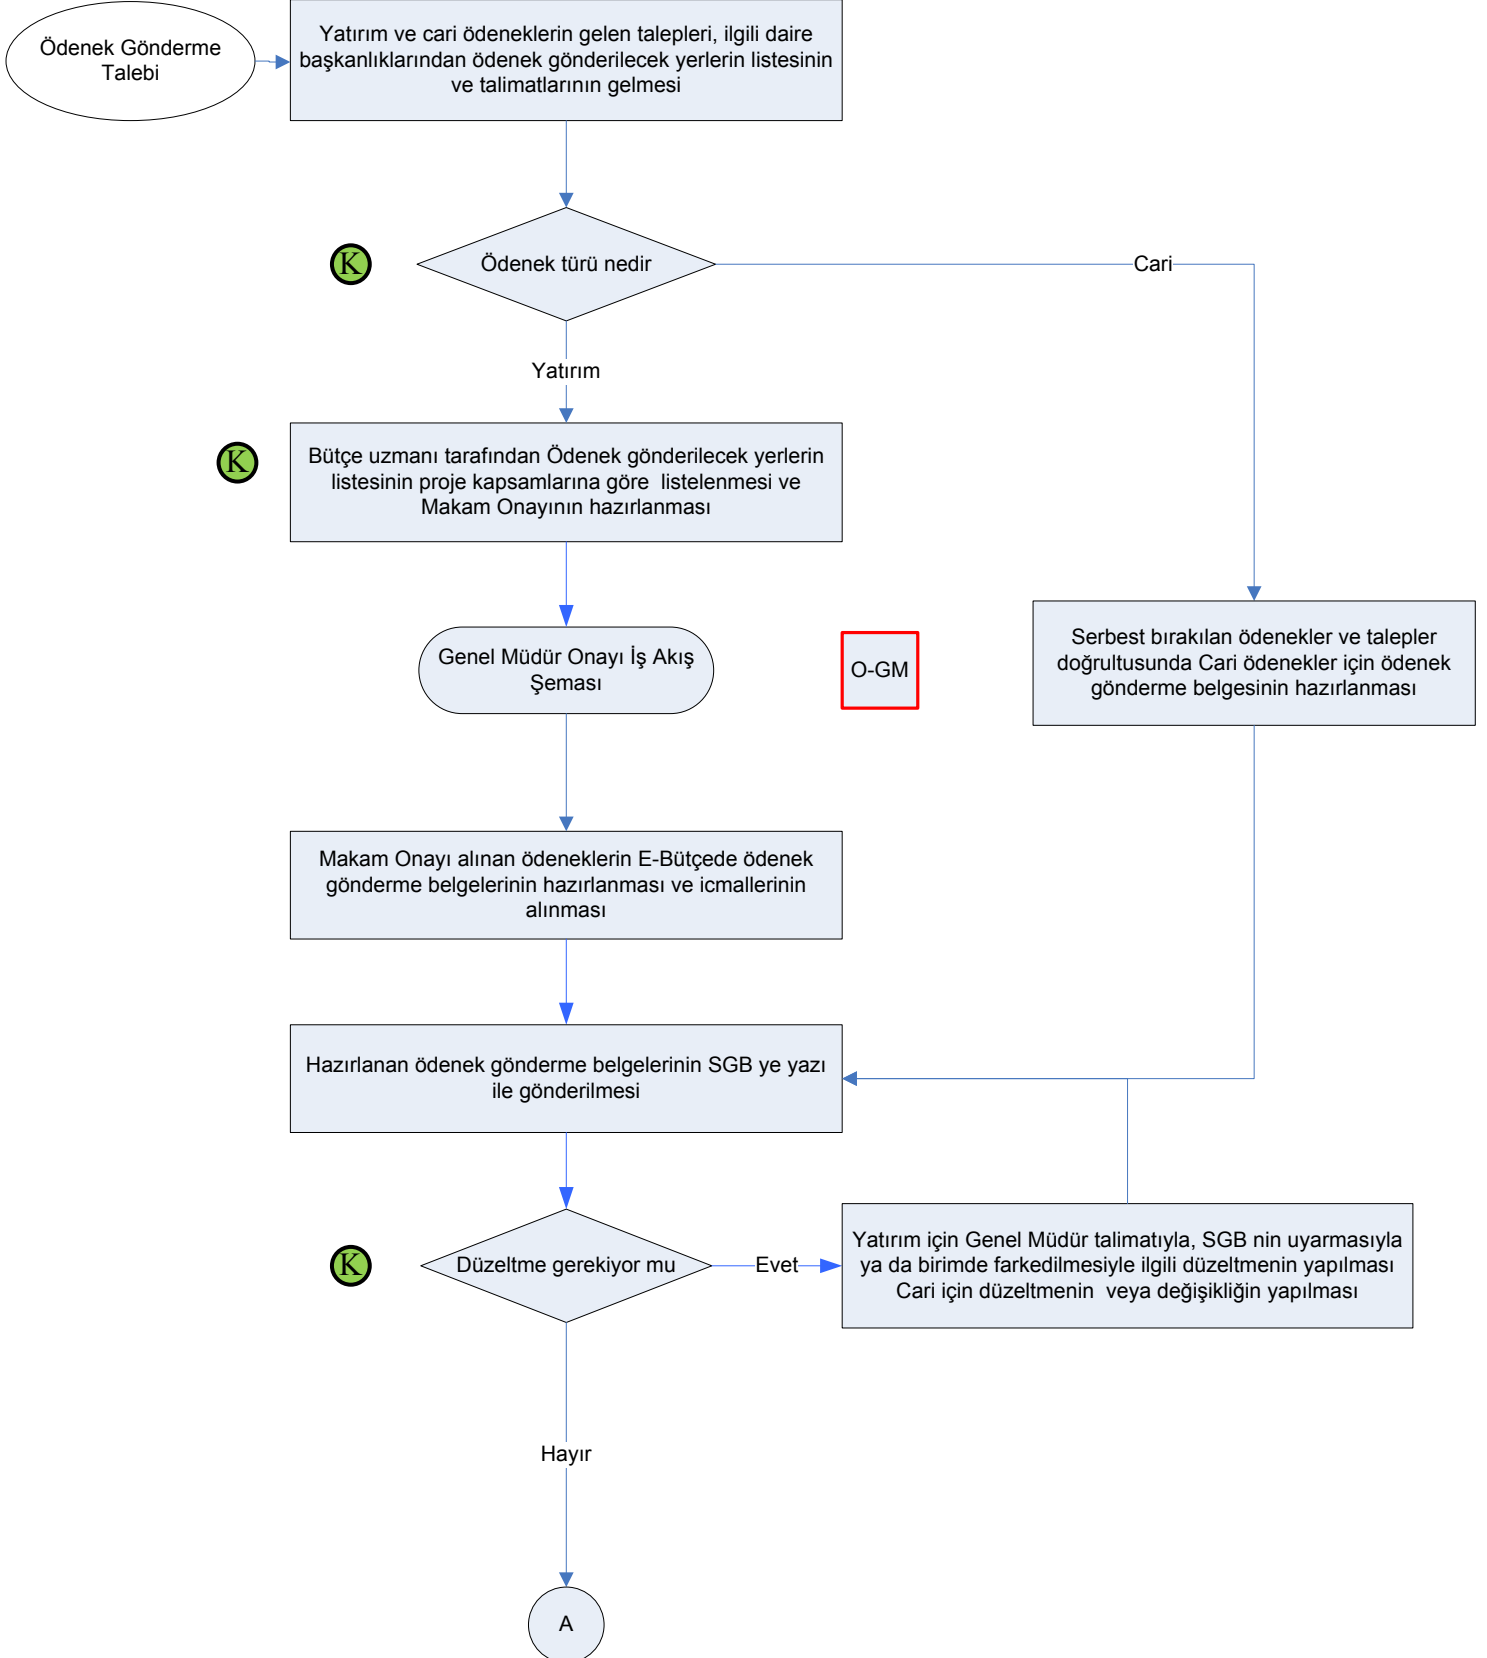 Ödenek Gönderme
Talebi
Yatırım ve cari ödeneklerin gelen talepleri, ilgili daire
başkanlıklarından ödenek gönderilecek yerlerin listesinin
ve talimatlarının gelmesi
K
Ödenek türü nedir
Cari
Yatırım
K
Bütçe uzmanı tarafından Ödenek gönderilecek yerlerin
listesinin proje kapsamlarına göre  listelenmesi ve
Makam Onayının hazırlanması
Genel Müdür Onayı İş Akış
Şeması
O-GM
Serbest bırakılan ödenekler ve talepler
doğrultusunda Cari ödenekler için ödenek
gönderme belgesinin hazırlanması
Makam Onayı alınan ödeneklerin E-Bütçede ödenek
gönderme belgelerinin hazırlanması ve icmallerinin
alınması
Hazırlanan ödenek gönderme belgelerinin SGB ye yazı
ile gönderilmesi
K
Düzeltme gerekiyor mu
Evet
Yatırım için Genel Müdür talimatıyla, SGB nin uyarmasıyla
ya da birimde farkedilmesiyle ilgili düzeltmenin yapılması
Cari için düzeltmenin  veya değişikliğin yapılması
Hayır
A